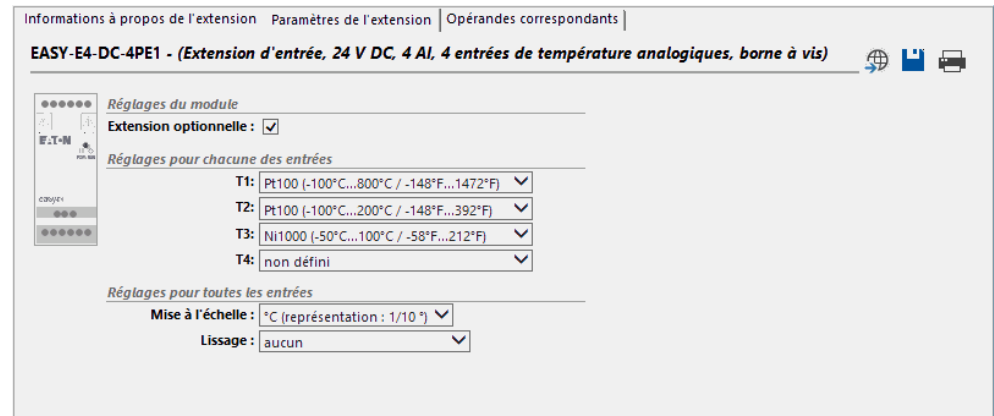 Informations à propos de l'extension Paramètres de l'extension Opérandes correspondants
EASY-E4-DC-4PE1 - (Extension d'entrée, 24 V DC, 4 AI, 4 entrées de température analogiques, borne à vis)
Réglages du module
Extension optionnelle :
E·T·N
Réglages pour chacune des entrées
T1: Pt100 (-100°C...800°C / -148°F...1472°F)
T2: Pt100 (-100°C...200°C / -148°F...392°F)
T3: Ni1000 (-50°C...100°C / -58°F...212°F)
T4: non défini
Réglages pour toutes les entrées
Mise à l'échelle : °C (représentation : 1/10 °)
Lissage : aucun